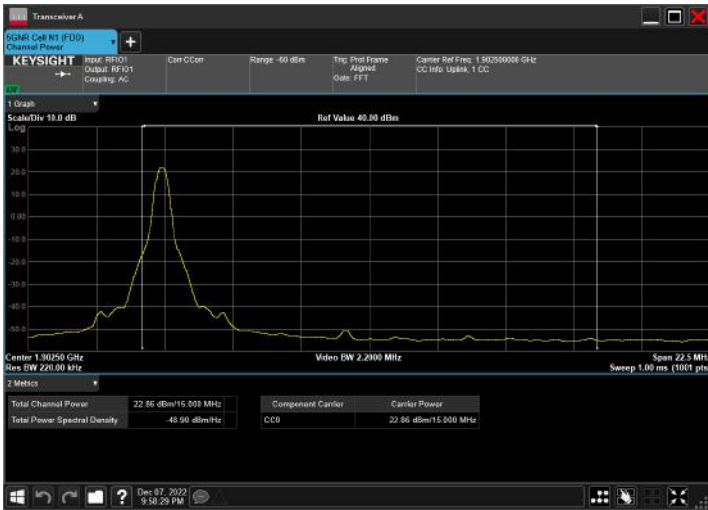 Transceiver A
5GNR Cell N1 (FDD)
Channel Power
KEYSIGHT
Input: RFIO1
Output: RFIO1
Coupling: AC
Corr CCorr
Range: -60 dBm
Trig: Prot Frame
Aligned
Gate: FFT
Carrier Ref Freq: 1.902500000 GHz
CC Info: Uplink, 1 CC
1 Graph
Scale/Div 10.0 dB
Ref Value 40.00 dBm
Log
30.0
20.0
10.0
0.00
-10.0
-20.0
-30.0
-40.0
-50.0
Center 1.90250 GHz
Video BW 2.2000 MHz
Span 22.5 MHz
Res BW 220.00 kHz
Sweep 1.00 ms (1001 pts
2 Metrics
Total Channel Power 22.86 dBm/15.000 MHz
Total Power Spectral Density -48.90 dBm/Hz
Component Carrier Carrier Power
CC0 22.86 dBm/15.000 MHz
Dec 07, 2022
9:58:29 PM